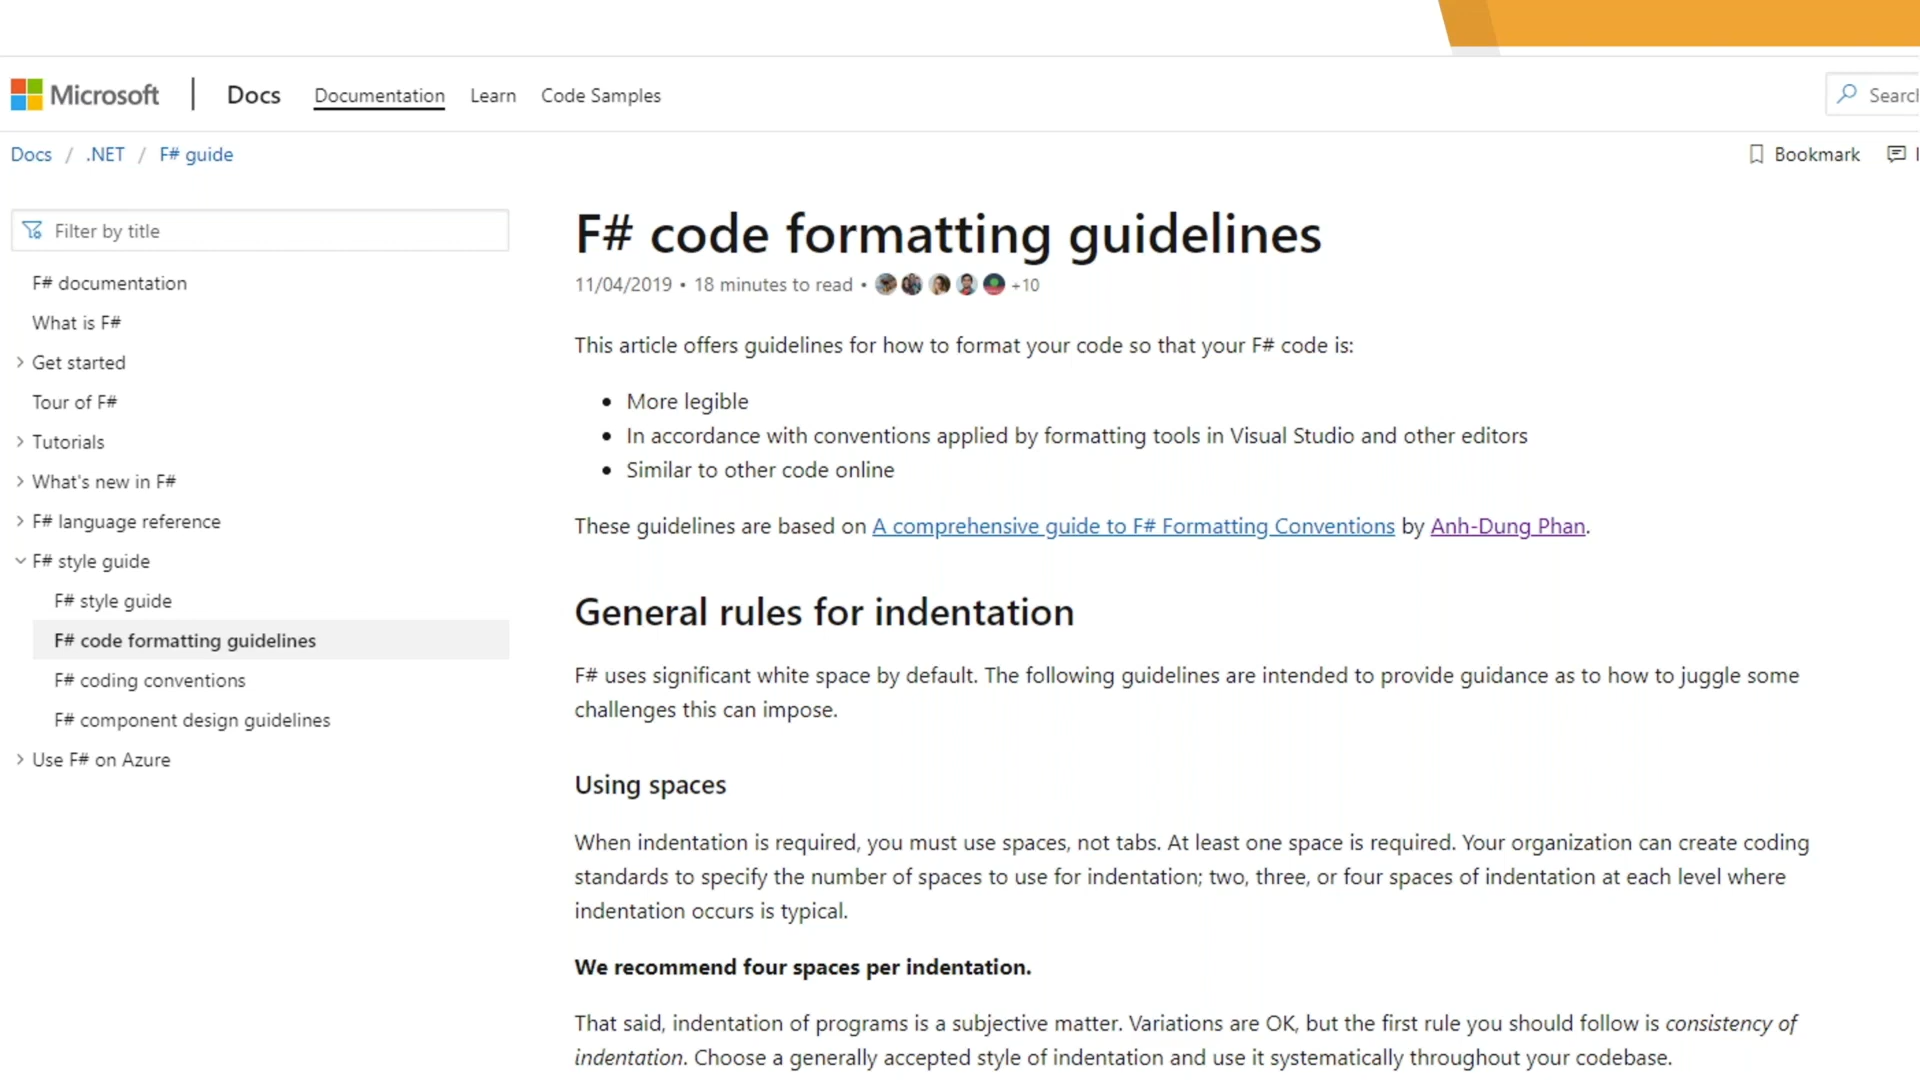 Microsoft | Docs Documentation Learn Code Samples
Searc
Docs / .NET / F# guide
Bookmark
Filter by title
F# documentation
What is F#
Get started
Tour of F#
Tutorials
What's new in F#
F# language reference
F# style guide
F# style guide
F# code formatting guidelines
F# coding conventions
F# component design guidelines
Use F# on Azure
F# code formatting guidelines
11/04/2019 • 18 minutes to read • +10
This article offers guidelines for how to format your code so that your F# code is:
• More legible
• In accordance with conventions applied by formatting tools in Visual Studio and other editors
• Similar to other code online
These guidelines are based on A comprehensive guide to F# Formatting Conventions by Anh-Dung Phan.
General rules for indentation
F# uses significant white space by default. The following guidelines are intended to provide guidance as to how to juggle some
challenges this can impose.
Using spaces
When indentation is required, you must use spaces, not tabs. At least one space is required. Your organization can create coding
standards to specify the number of spaces to use for indentation; two, three, or four spaces of indentation at each level where
indentation occurs is typical.
We recommend four spaces per indentation.
That said, indentation of programs is a subjective matter. Variations are OK, but the first rule you should follow is consistency of
indentation. Choose a generally accepted style of indentation and use it systematically throughout your codebase.